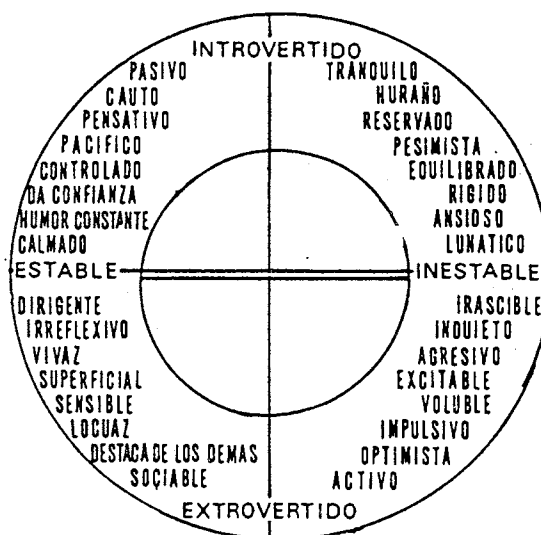 INTROVERTIDO
PASIVO
CAUTO
PENSATIVO
PACIFICO
CONTROLADO
DA CONFIANZA
HUMOR CONSTANTE
CALMADO
TRANQUILO
HURAÑO
RESERVADO
PESIMISTA
EQUILIBRADO
RIGIDO
ANSIOSO
LUNATICO
ESTABLE
INESTABLE
DIRIGENTE
IRREFLEXIVO
VIVAZ
SUPERFICIAL
SENSIBLE
LOCUAZ
DESTACA DE LOS DEMAS
SOCIABLE
IRASCIBLE
INQUIETO
AGRESIVO
EXCITABLE
VOLUBLE
IMPULSIVO
OPTIMISTA
ACTIVO
EXTROVERTIDO